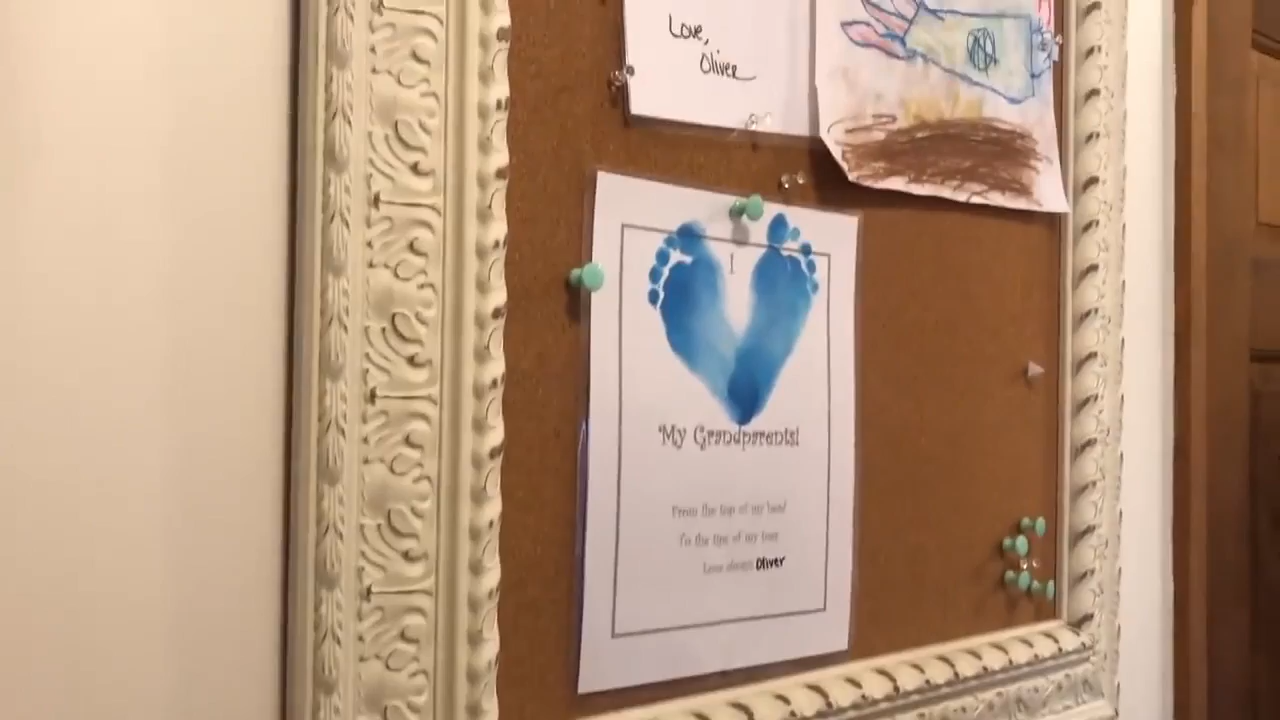 Love,
Oliver
I
My Grandparents!
From the top of my head
To the tips of my toes
Love always Oliver